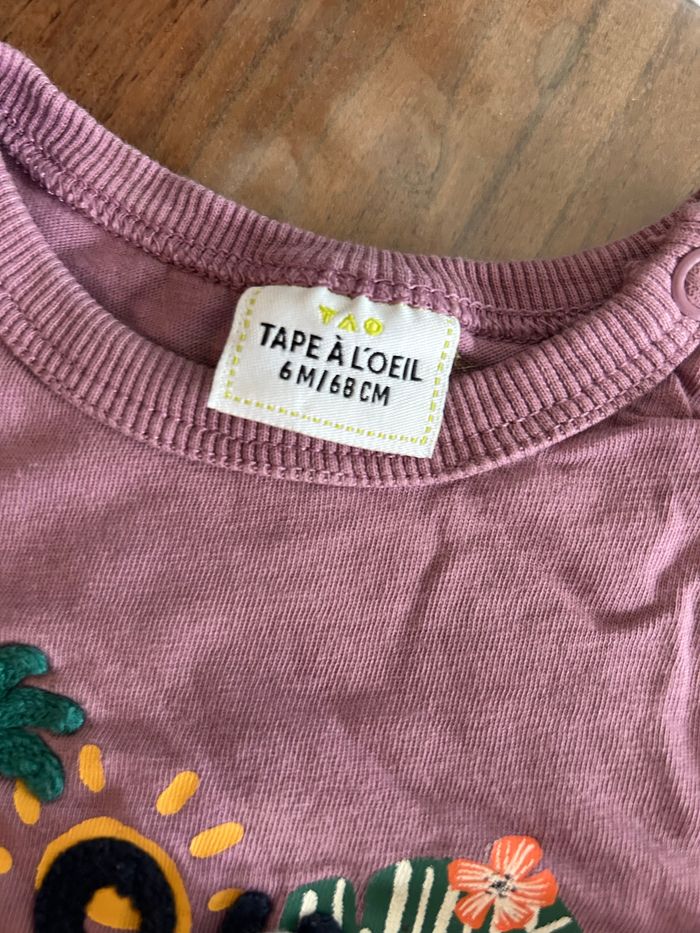 TAO
TAPE À L'OEIL
6M/68CM